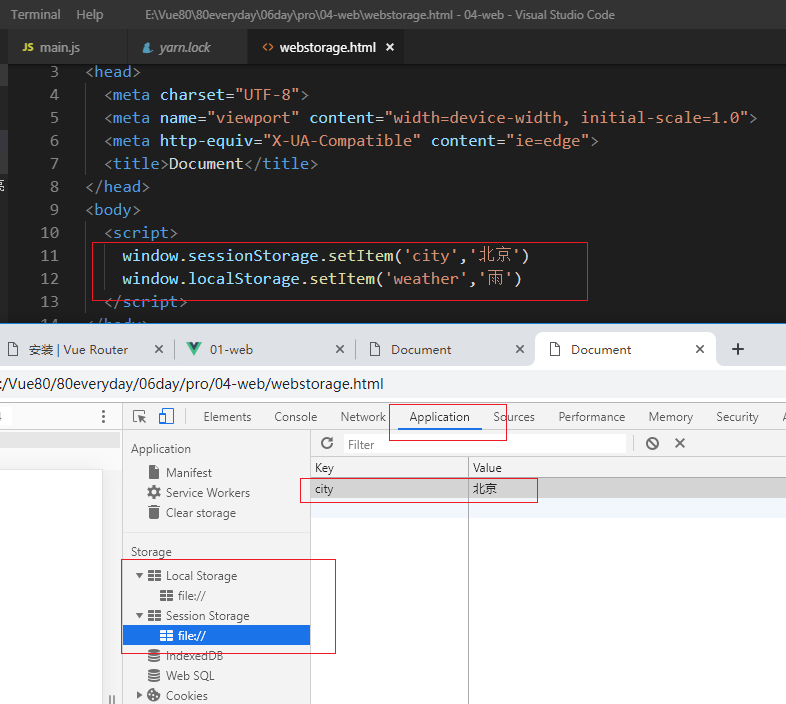 Terminal Help E:\Vue80\80everyday\06day\pro\04-web\webstorage.html - 04-web - Visual Studio Code
JS main.js yarn.lock <> webstorage.html ×
3 <head>
4 <meta charset="UTF-8">
5 <meta name="viewport" content="width=device-width, initial-scale=1.0">
6 <meta http-equiv="X-UA-Compatible" content="ie=edge">
7 <title>Document</title>
8 </head>
9 <body>
10 <script>
11 window.sessionStorage.setItem('city','北京')
12 window.localStorage.setItem('weather','雨')
13 </script>
14 </body>
安装 | Vue Router × 01-web × Document × Document × +
:/Vue80/80everyday/06day/pro/04-web/webstorage.html
Elements Console Network Application Sources Performance Memory Security
Application
Filter
Manifest
Service Workers
Clear storage
Key Value
city 北京
Storage
Local Storage
file://
Session Storage
file://
IndexedDB
Web SQL
Cookies